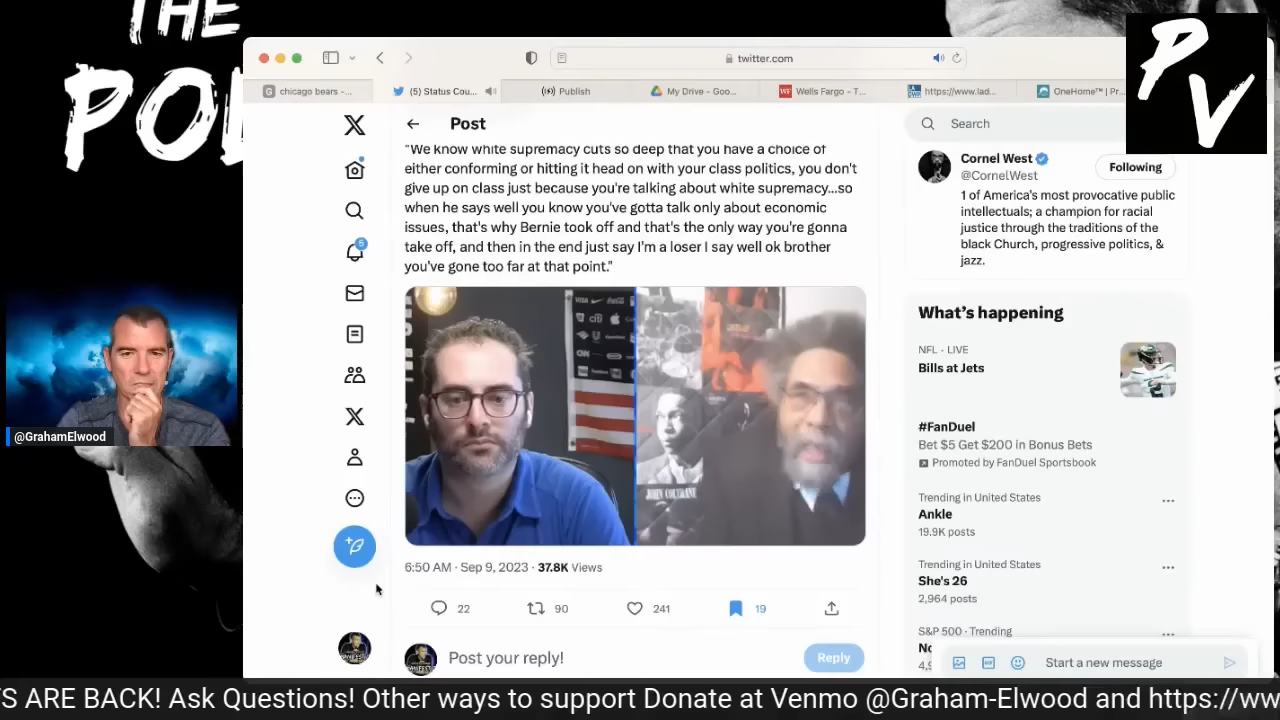 THE
PV
twitter.com
chicago bears -...
(5) Status Cou...
Publish
My Drive - Goo...
WF
Wells Fargo - T...
https://www.lad...
OneHome™ | Pr...
Post
Search
"We know white supremacy cuts so deep that you have a choice of
either conforming or hitting it head on with your class politics, you don't
give up on class just because you're talking about white supremacy...so
when he says well you know you've gotta talk only about economic
issues, that's why Bernie took off and that's the only way you're gonna
take off, and then in the end just say I'm a loser I say well ok brother
you've gone too far at that point."
Cornel West
@CornelWest
Following
1 of America's most provocative public
intellectuals; a champion for racial
justice through the traditions of the
black Church, progressive politics, &
jazz.
5
VISA
citi
CNN
JOHN COLTRANE
@GrahamElwood
What's happening
NFL · LIVE
Bills at Jets
#FanDuel
Bet $5 Get $200 in Bonus Bets
Promoted by FanDuel Sportsbook
Trending in United States
Ankle
19.9K posts
Trending in United States
She's 26
2,964 posts
S&P 500 · Trending
6:50 AM · Sep 9, 2023 · 37.8K Views
22 90 241 19
Post your reply!
Reply
Start a new message
TS ARE BACK! Ask Questions! Other ways to support Donate at Venmo @Graham-Elwood and https://ww